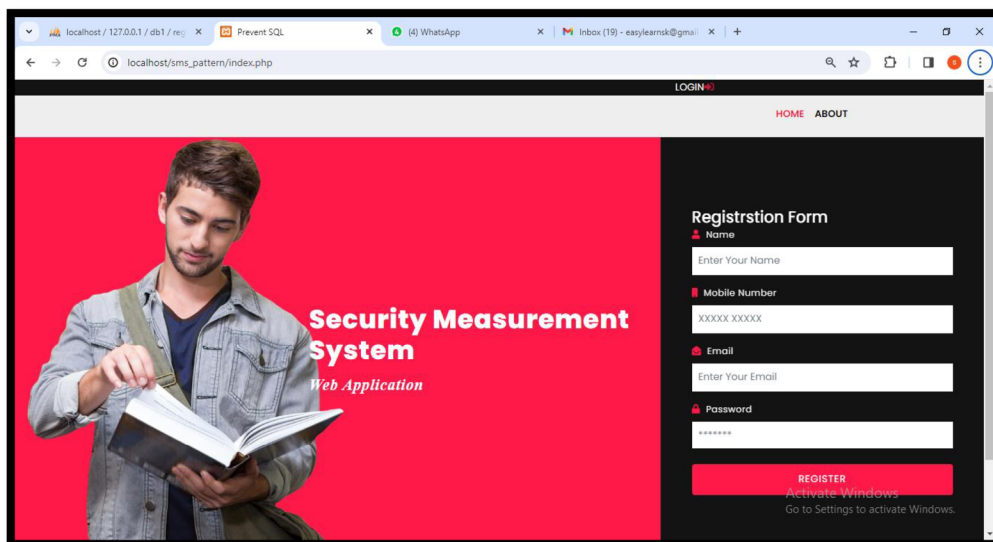 localhost / 127.0.0.1 / db1 / reg
Prevent SQL
(4) WhatsApp
Inbox (19) - easylearnsk@gmail
localhost/sms_pattern/index.php
LOGIN
HOME ABOUT
Security Measurement
System
Web Application
Registrstion Form
Name
Enter Your Name
Mobile Number
XXXXX XXXXX
Email
Enter Your Email
Password
*******
REGISTER
Activate Windows
Go to Settings to activate Windows.